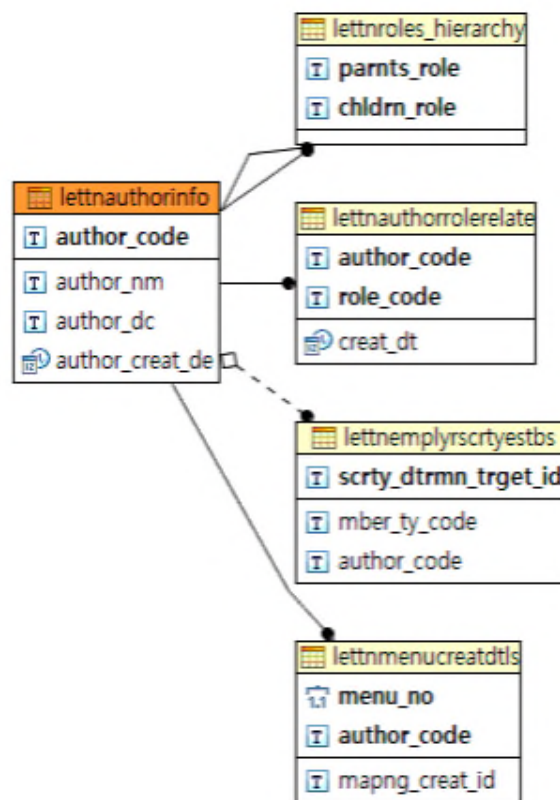 lettnroles_hierarchy
parnts_role
chldrn_role
lettnauthorinfo
author_code
author_nm
author_dc
author_creat_de
lettnauthorrolerelate
author_code
role_code
creat_dt
lettnemplyrscrtyestbs
scrty_dtrmn_trget_id
mber_ty_code
author_code
lettnmenucreatdtls
menu_no
author_code
mapng_creat_id